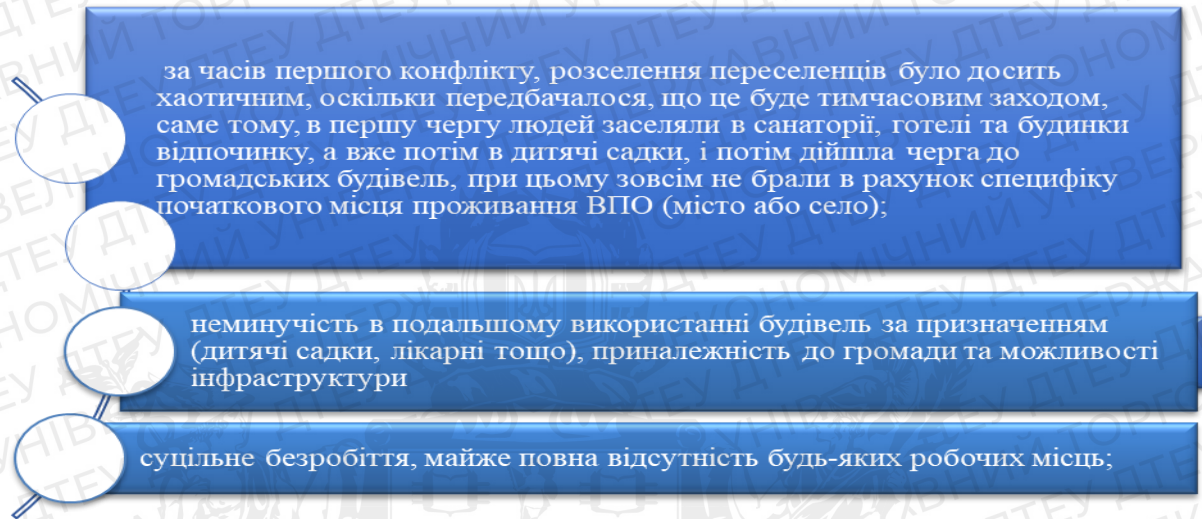 за часів першого конфлікту, розселення переселенців було досить
хаотичним, оскільки передбачалося, що це буде тимчасовим заходом,
саме тому, в першу чергу людей заселяли в санаторії, готелі та будинки
відпочинку, а вже потім в дитячі садки, і потім дійшла черга до
громадських будівель, при цьому зовсім не брали в рахунок специфіку
початкового місця проживання ВПО (місто або село);
неминучість в подальшому використанні будівель за призначенням
(дитячі садки, лікарні тощо), приналежність до громади та можливості
інфраструктури
суцільне безробіття, майже повна відсутність будь-яких робочих місць;